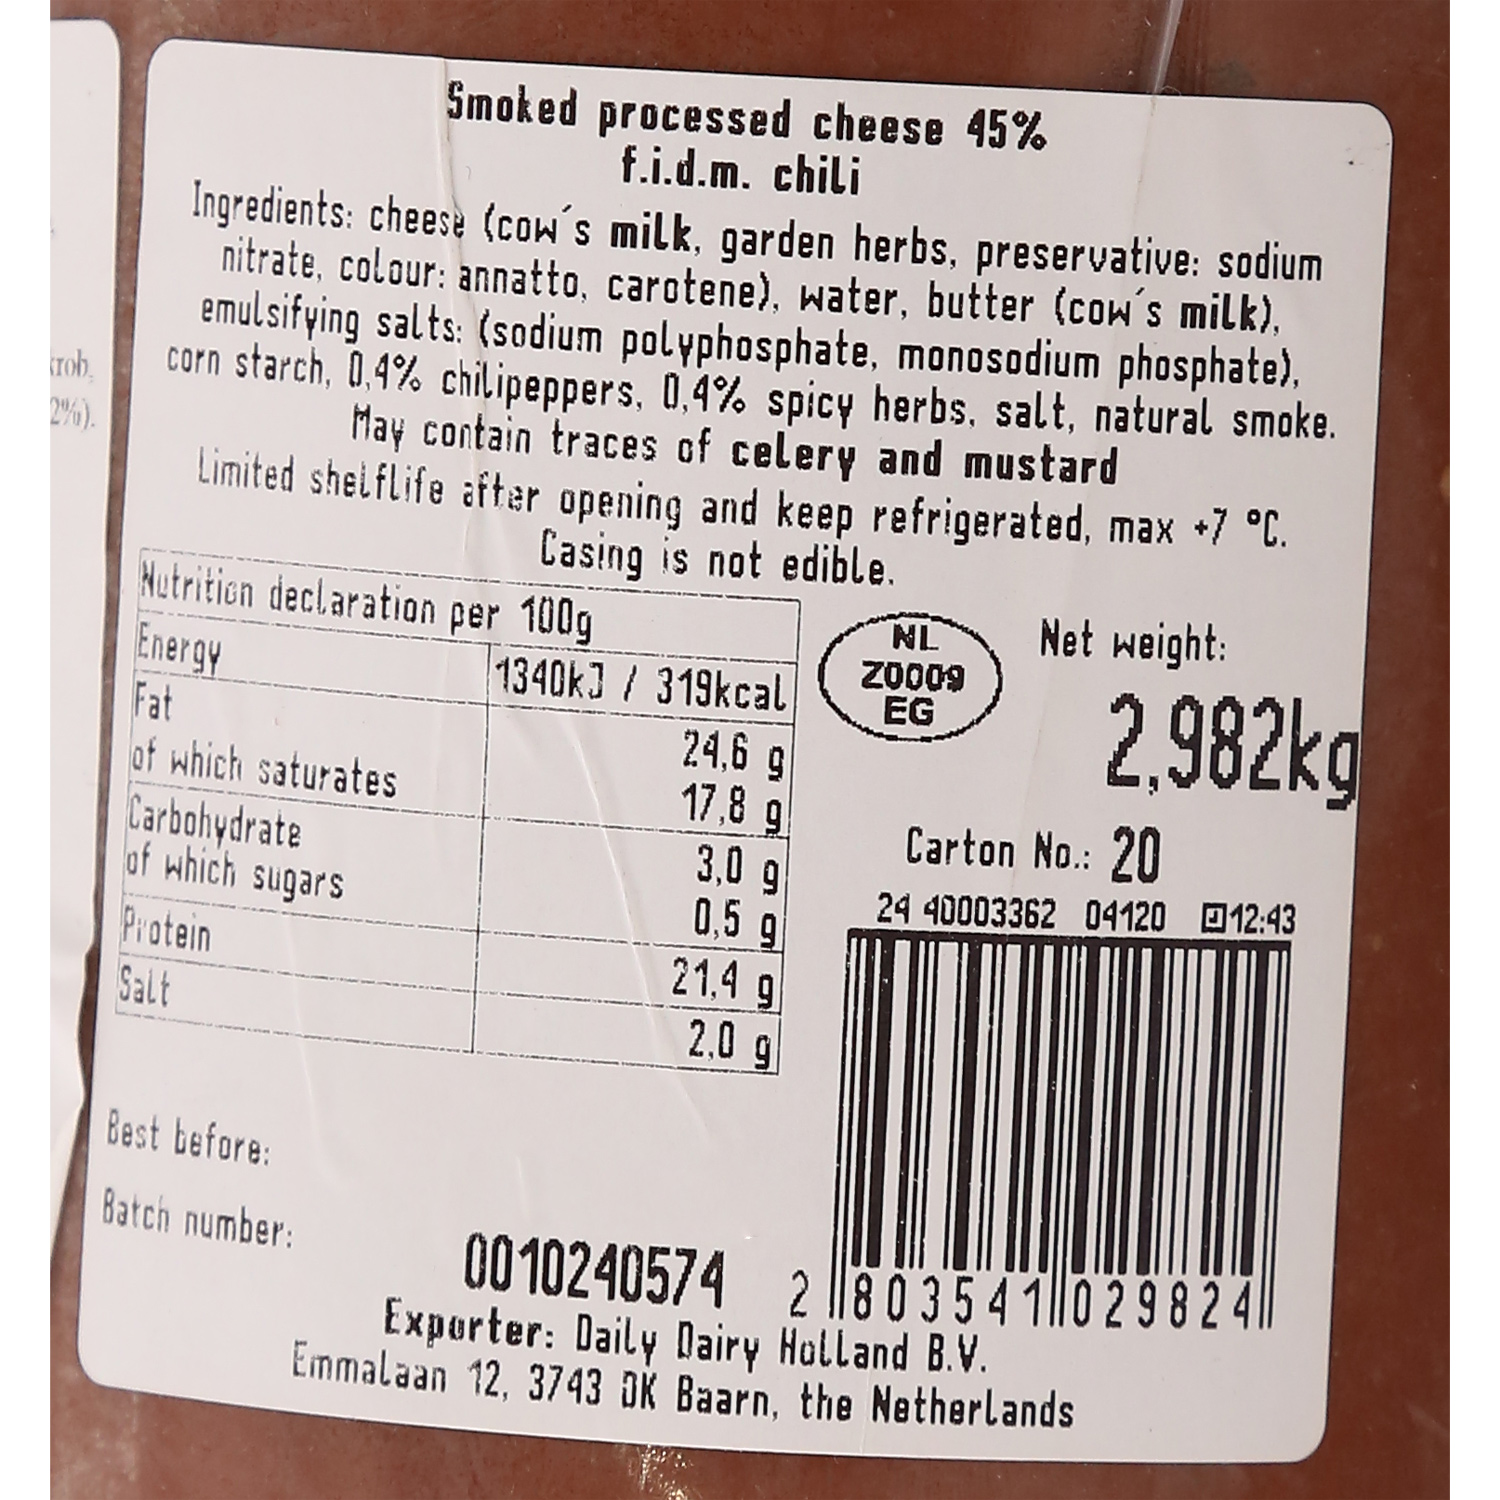 2%).
Smoked processed cheese 45%
f.i.d.m. chili
Ingredients: cheese (cow´s milk, garden herbs, preservative: sodium
nitrate, colour: annatto, carotene), water, butter (cow´s milk),
emulsifying salts: (sodium polyphosphate, monosodium phosphate),
corn starch, 0,4% chilipeppers, 0,4% spicy herbs, salt, natural smoke.
May contain traces of celery and mustard
Limited shelflife after opening and keep refrigerated, max +7 °C.
Casing is not edible.
Nutrition declaration per 100g
Energy 1340kJ / 319kcal
Fat 24,6 g
of which saturates 17,8 g
Carbohydrate 3,0 g
of which sugars 0,5 g
Protein 21,4 g
Salt 2,0 g
NL
Z0009
EG
Net weight:
2,982kg
Carton No.: 20
24 40003362 04120 12:43
2 803541 029824
Best before:
Batch number:
0010240574
Exporter: Daily Dairy Holland B.V.
Emmalaan 12, 3743 DK Baarn, the Netherlands